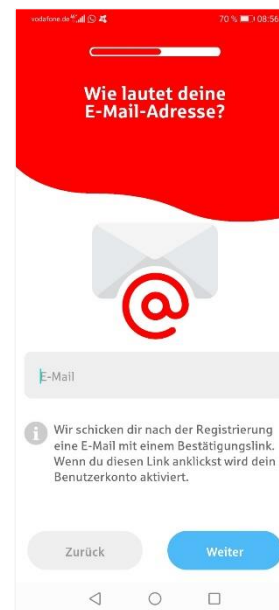 vodafone.de 70 % 08:56
Wie lautet deine
E-Mail-Adresse?
@
E-Mail
Wir schicken dir nach der Registrierung
eine E-Mail mit einem Bestätigungslink.
Wenn du diesen Link anklickst wird dein
Benutzerkonto aktiviert.
Zurück Weiter